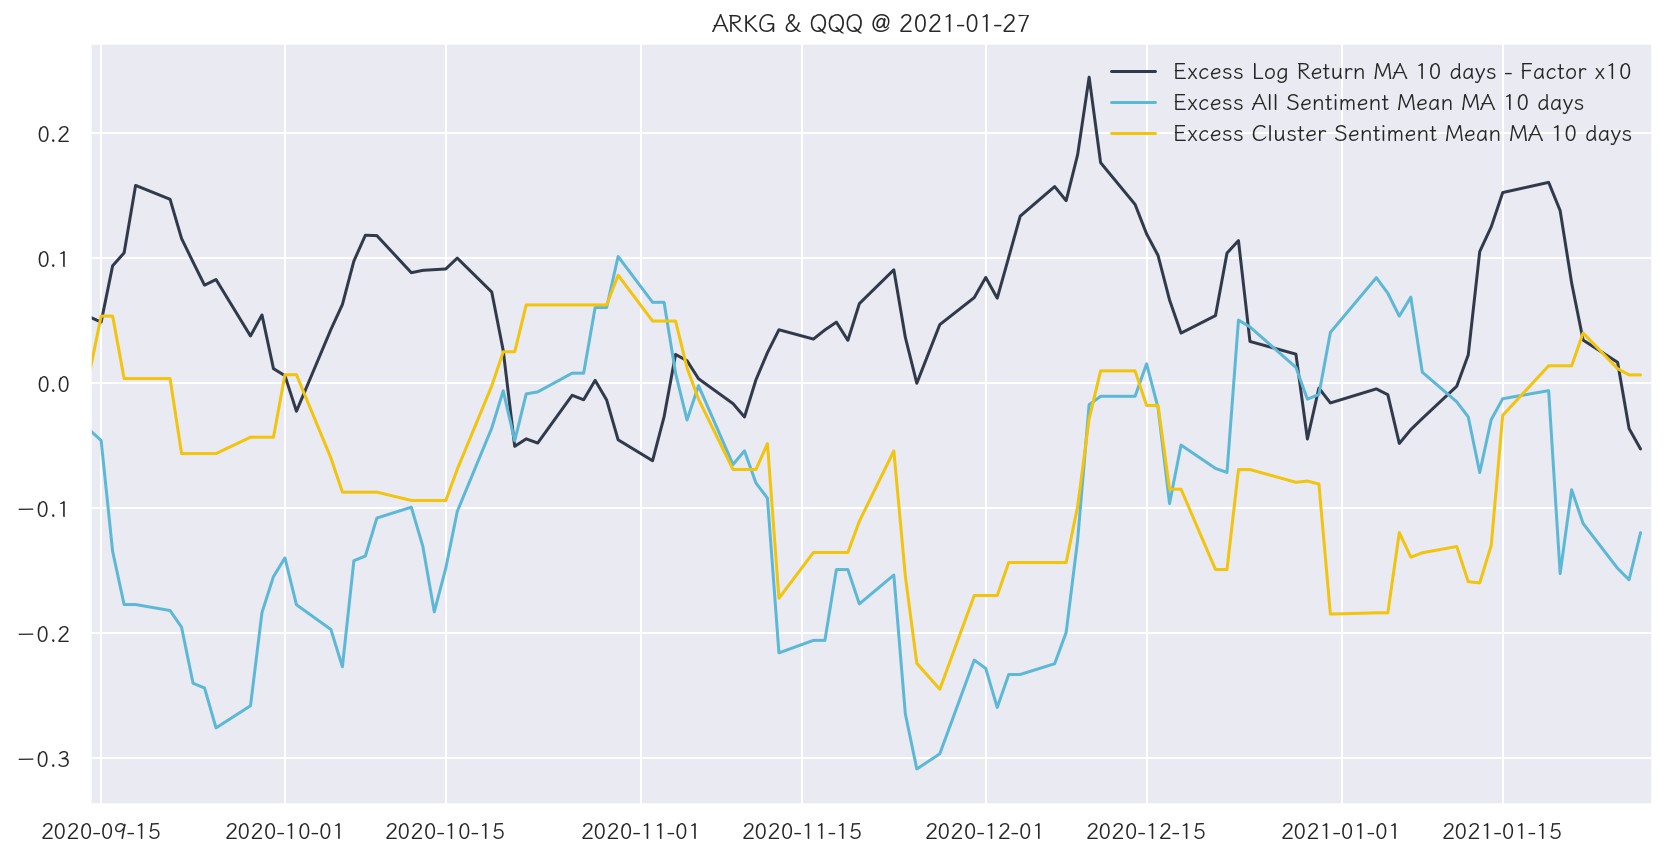 ARKG & QQQ @ 2021-01-27
Excess Log Return MA 10 days - Factor x10
Excess All Sentiment Mean MA 10 days
Excess Cluster Sentiment Mean MA 10 days
0.2
0.1
0.0
−0.1
−0.2
−0.3
2020-09-15 2020-10-01 2020-10-15 2020-11-01 2020-11-15 2020-12-01 2020-12-15 2021-01-01 2021-01-15